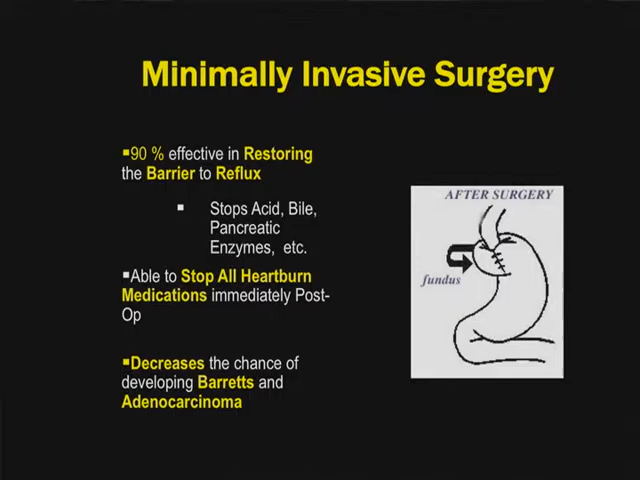 Minimally Invasive Surgery
▪90 % effective in Restoring
the Barrier to Reflux
▪ Stops Acid, Bile,
Pancreatic
Enzymes, etc.
▪Able to Stop All Heartburn
Medications immediately Post-
Op
▪Decreases the chance of
developing Barretts and
Adenocarcinoma
AFTER SURGERY
fundus